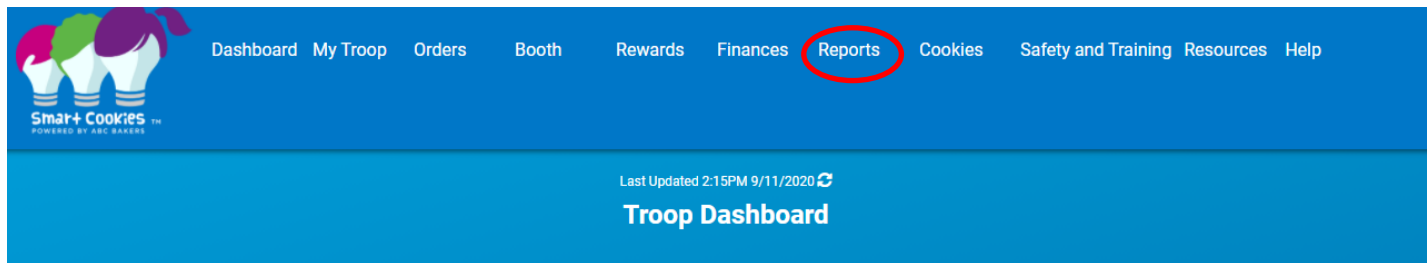 Dashboard My Troop Orders Booth Rewards Finances Reports Cookies Safety and Training Resources Help
Smart Cookies TM
POWERED BY ABC BAKERS
Last Updated 2:15PM 9/11/2020
Troop Dashboard